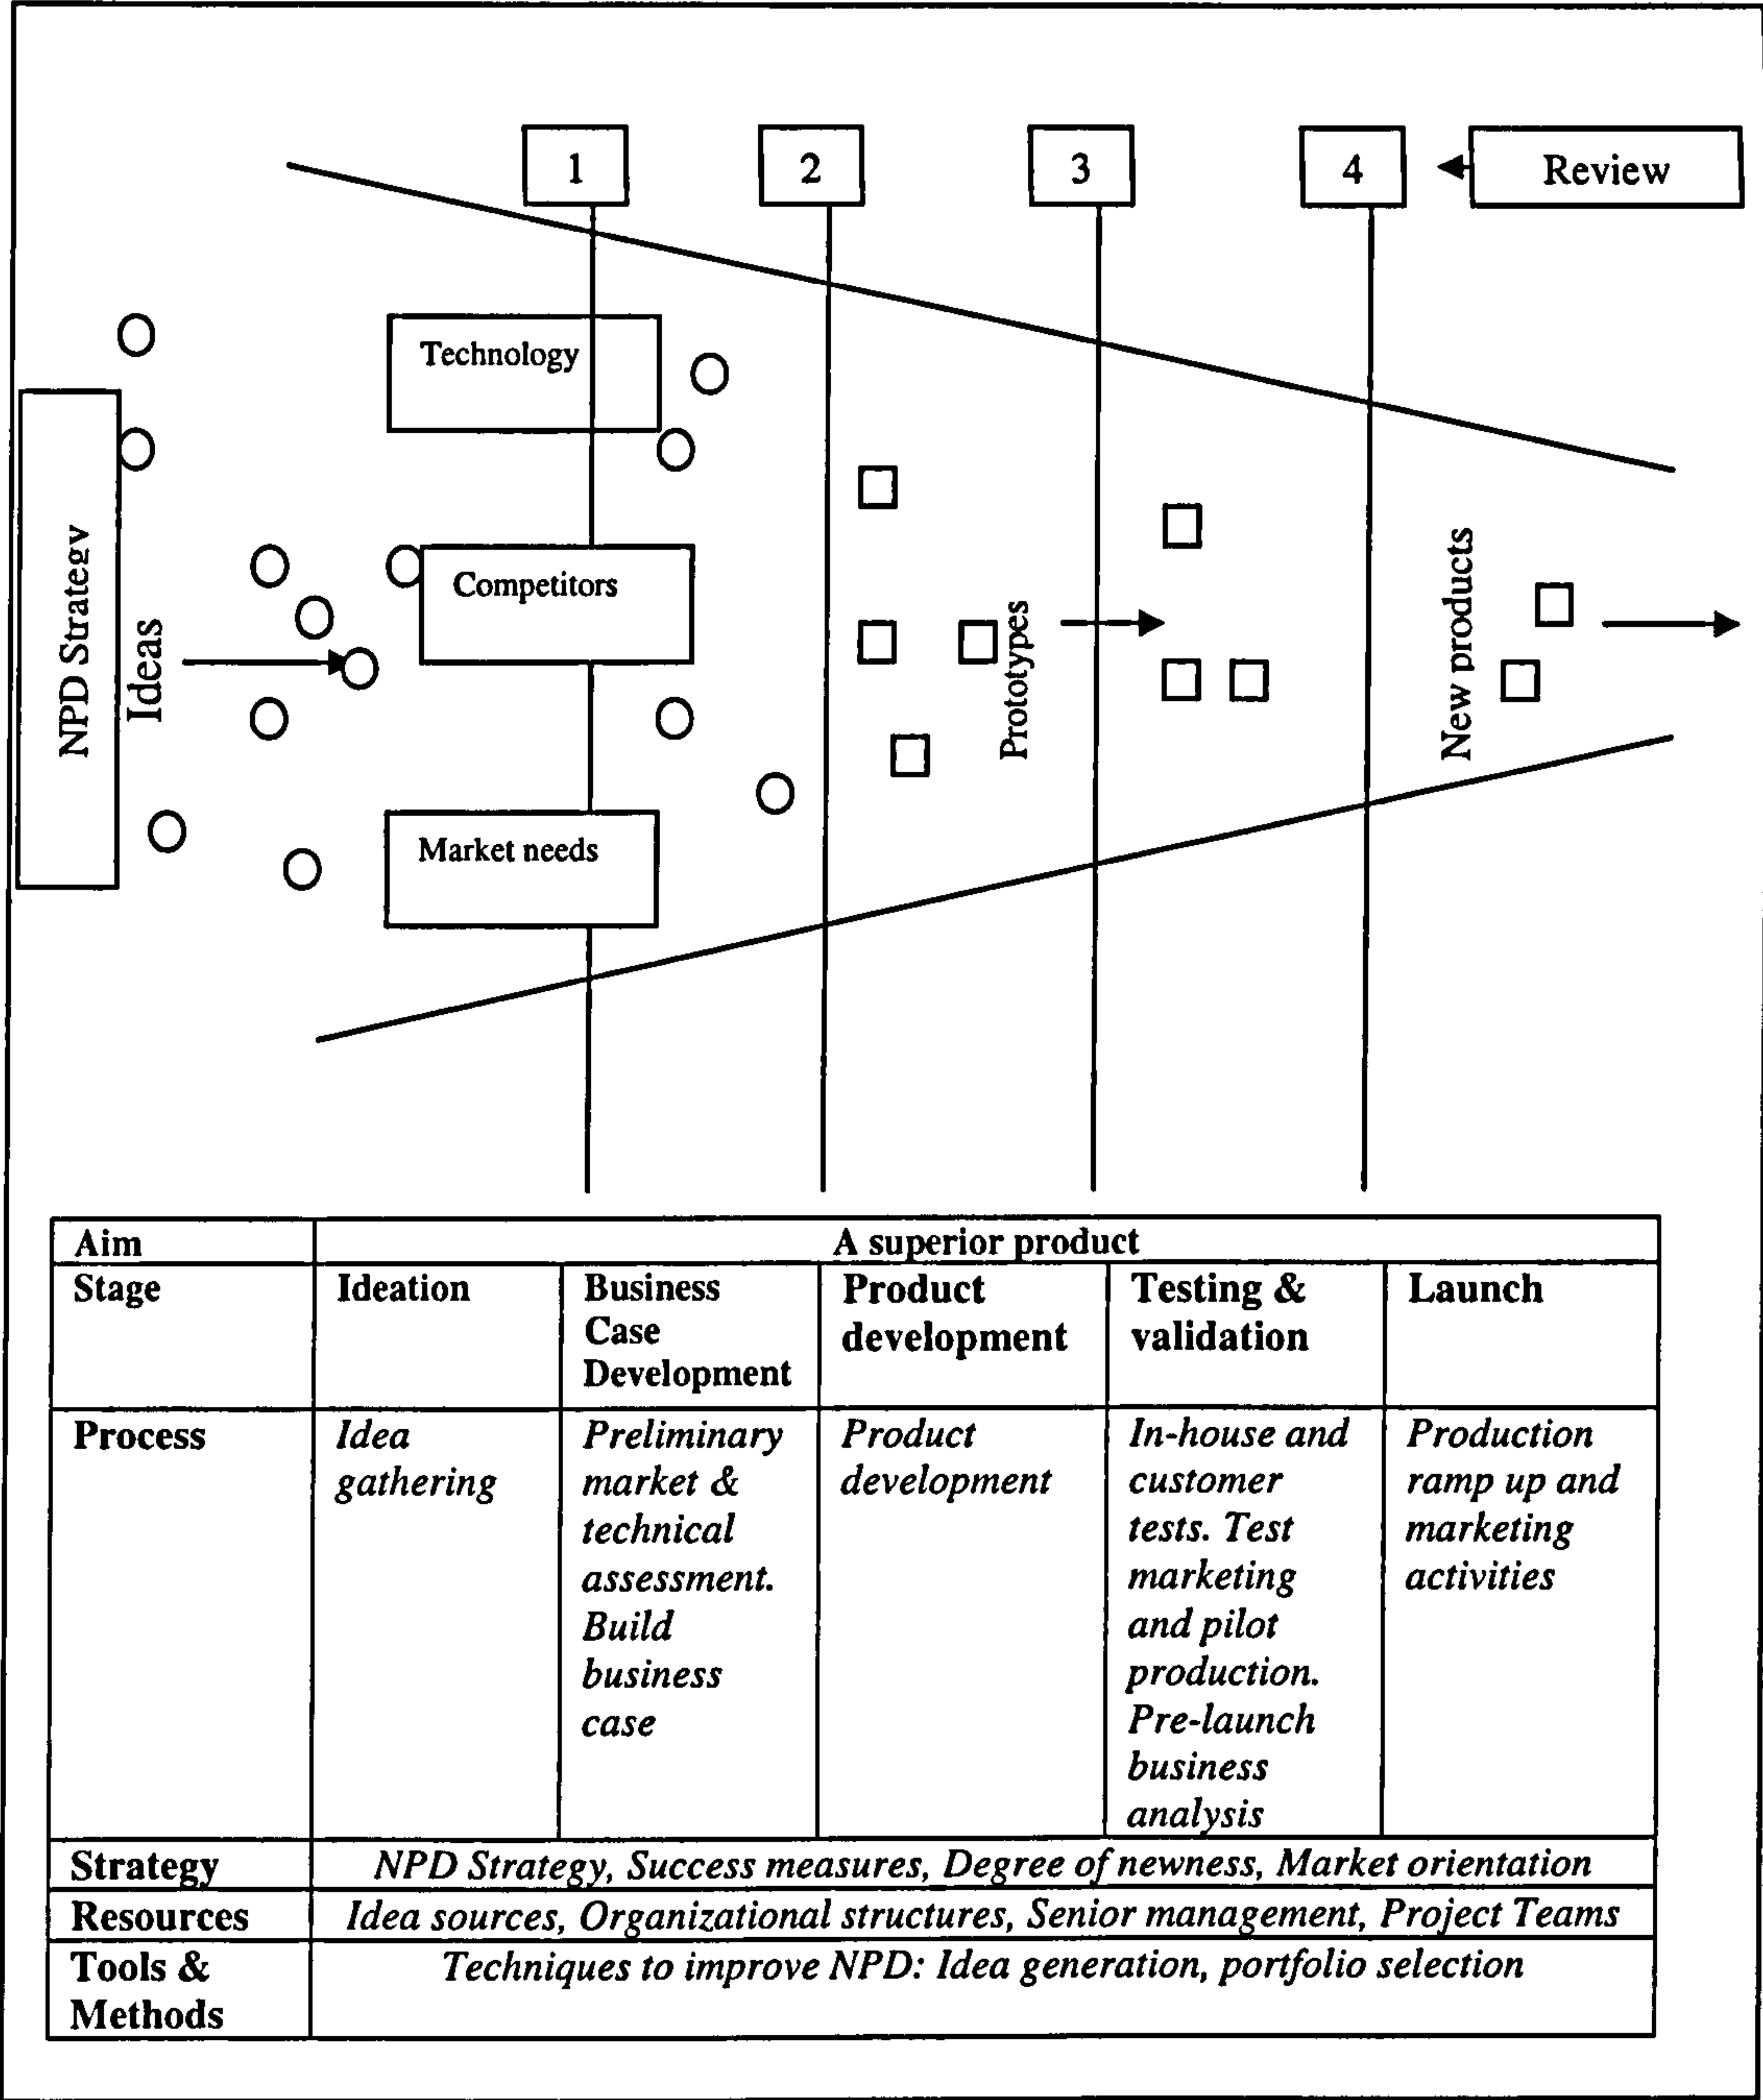 1
2
3
4
Review
Technology
Competitors
Market needs
NPD Strategy
Ideas
Prototypes
New products
Aim
A superior product
Stage
Ideation
Business
Case
Development
Product
development
Testing &
validation
Launch
Process
Idea
gathering
Preliminary
market &
technical
assessment.
Build
business
case
Product
development
In-house and
customer
tests. Test
marketing
and pilot
production.
Pre-launch
business
analysis
Production
ramp up and
marketing
activities
Strategy
NPD Strategy, Success measures, Degree of newness, Market orientation
Resources
Idea sources, Organizational structures, Senior management, Project Teams
Tools &
Methods
Techniques to improve NPD: Idea generation, portfolio selection